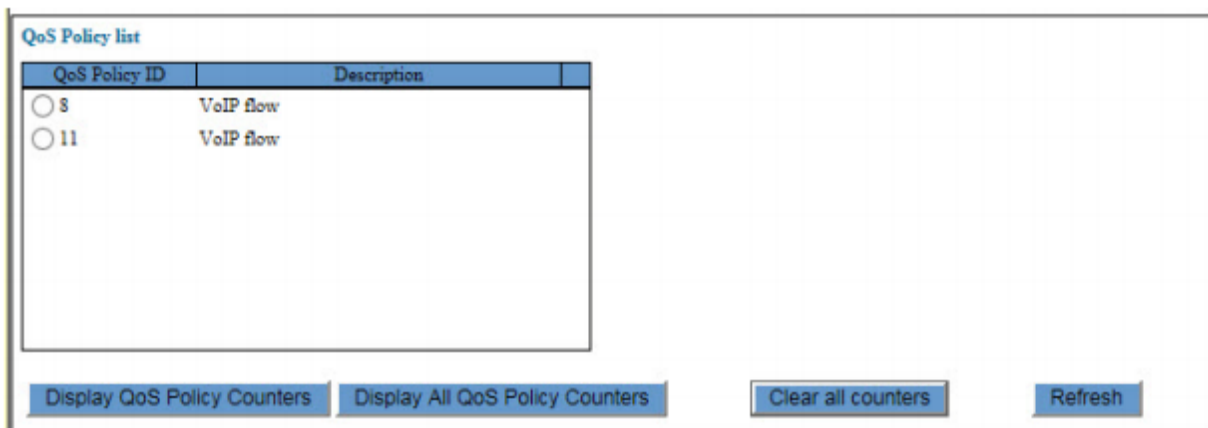 QoS Policy list
QoS Policy ID Description
8 VoIP flow
11 VoIP flow
Display QoS Policy Counters Display All QoS Policy Counters Clear all counters Refresh